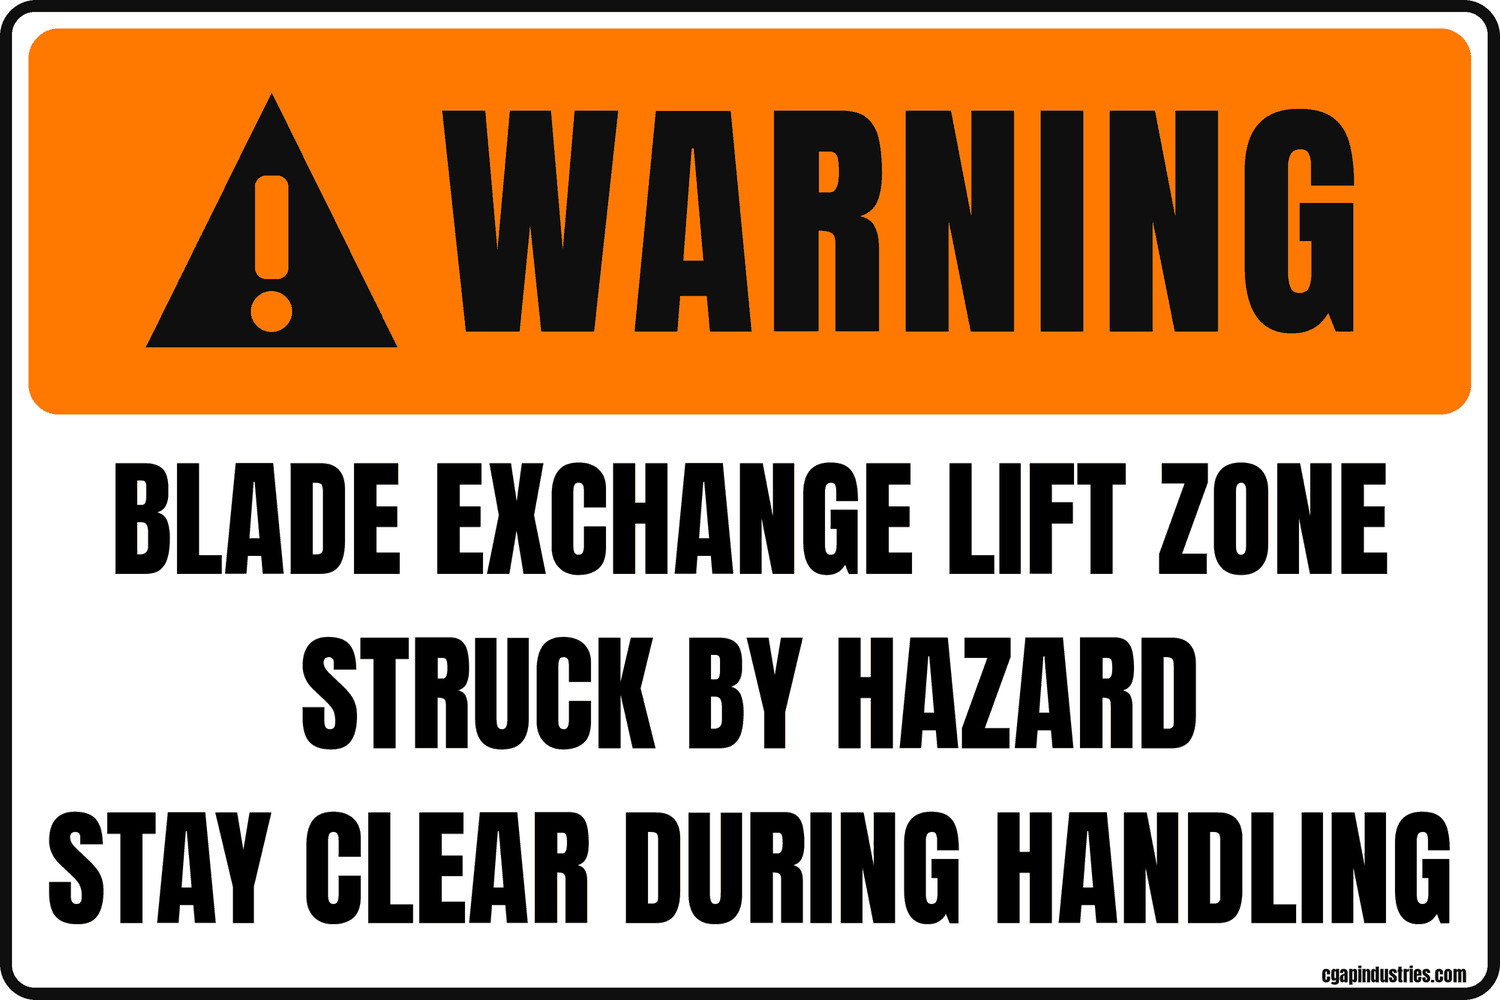 WARNING
BLADE EXCHANGE LIFT ZONE
STRUCK BY HAZARD
STAY CLEAR DURING HANDLING
cgapindustries.com